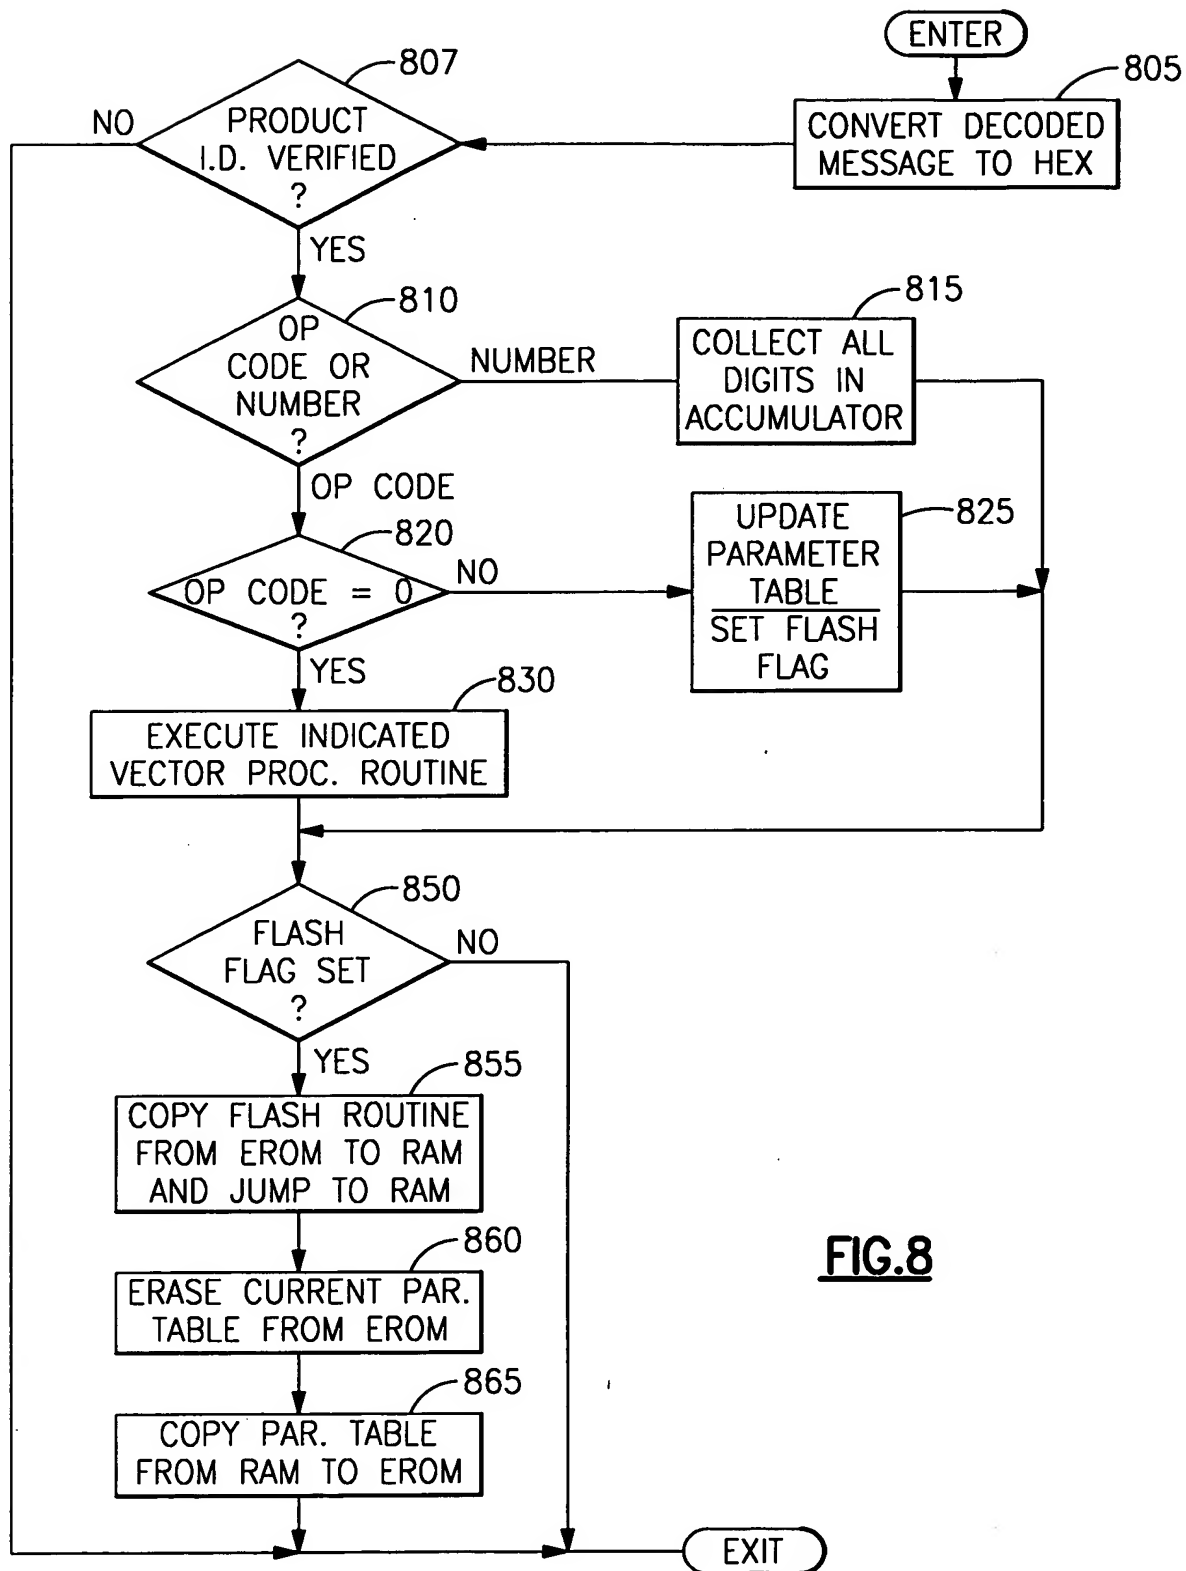 ENTER
805
CONVERT DECODED
MESSAGE TO HEX
807
NO
PRODUCT
I.D. VERIFIED
?
YES
810
OP
CODE OR
NUMBER
?
NUMBER
815
COLLECT ALL
DIGITS IN
ACCUMULATOR
OP CODE
820
OP CODE = 0
?
NO
825
UPDATE
PARAMETER
TABLE
SET FLASH
FLAG
YES
830
EXECUTE INDICATED
VECTOR PROC. ROUTINE
850
FLASH
FLAG SET
?
NO
YES
855
COPY FLASH ROUTINE
FROM EROM TO RAM
AND JUMP TO RAM
860
ERASE CURRENT PAR.
TABLE FROM EROM
865
COPY PAR. TABLE
FROM RAM TO EROM
EXIT
FIG.8